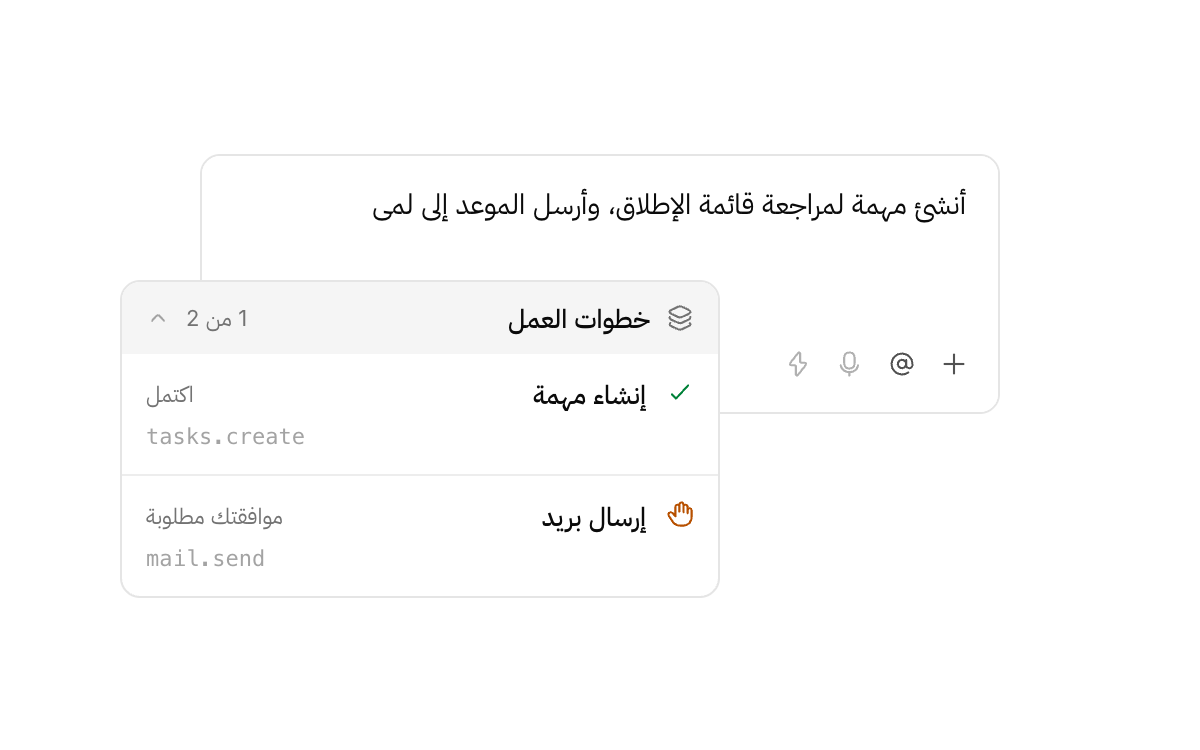 أنشئ مهمة لمراجعة قائمة الإطلاق، وأرسل الموعد إلى لمى
خطوات العمل
1 من 2
إنشاء مهمة
اكتمل
tasks.create
إرسال بريد
موافقتك مطلوبة
mail.send